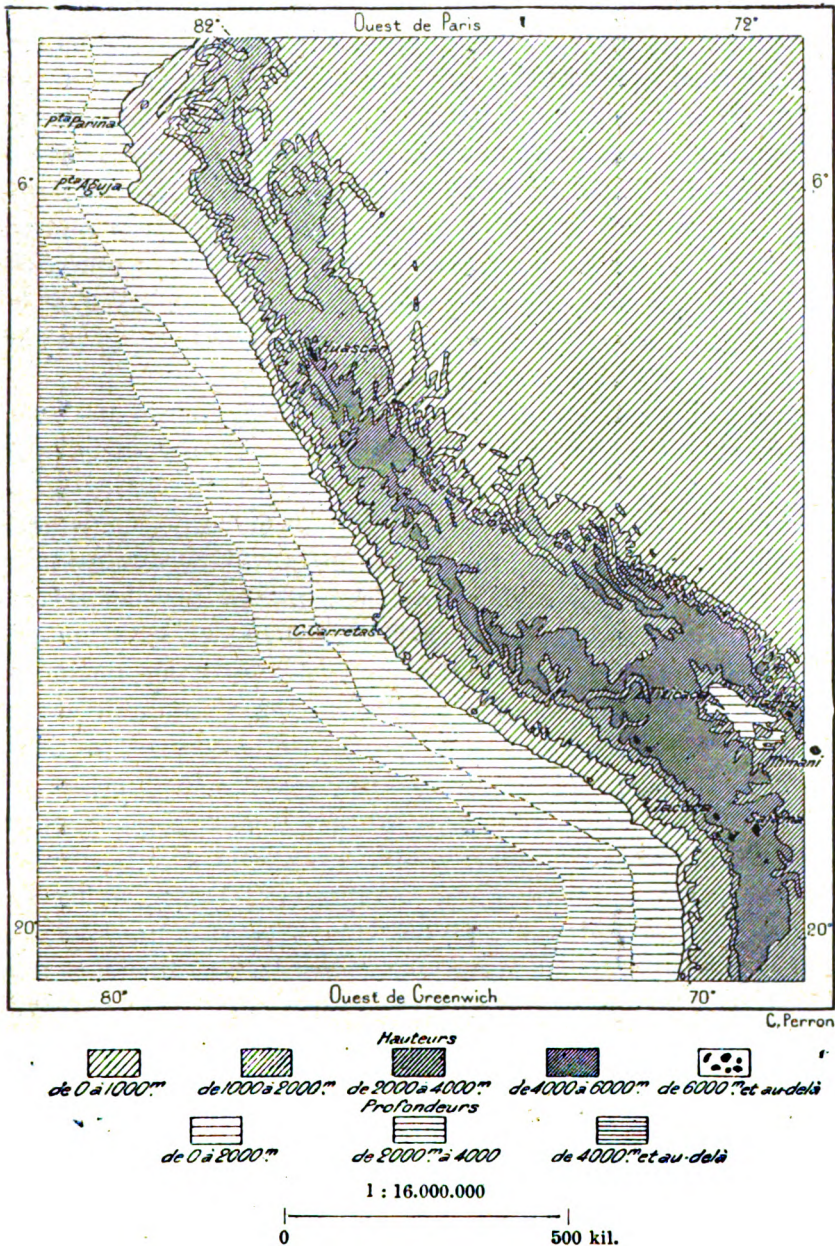 Ouest de Paris
82° 72°
Pta Pariña
6° 6°
Pta Aguja
Huascar
C. Carretas
L. Titicaca
Illimani
V. Tacora
Sajama
20° 20°
80° Ouest de Greenwich 70°
C. Perron
Hauteurs
de 0 à 1000m de 1000 à 2000m de 2000 à 4000m de 4000 à 6000m de 6000m et au-delà
Profondeurs
de 0 à 2000m de 2000m à 4000 de 4000m et au-delà
1 : 16.000.000
0 500 kil.